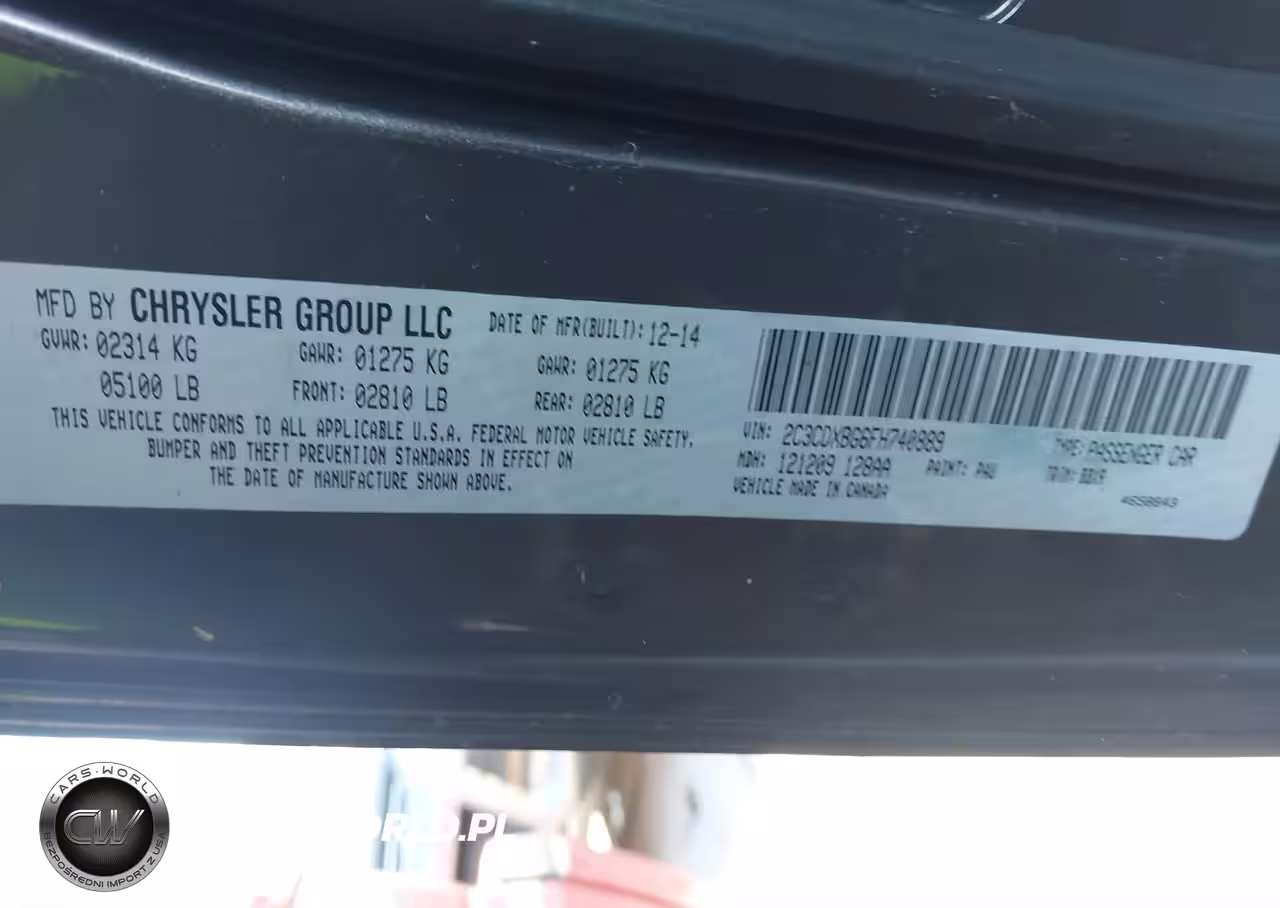 MFD BY CHRYSLER GROUP LLC
DATE OF MFR(BUILT): 12-14
GVWR: 02314 KG
05100 LB
GAWR: 01275 KG
FRONT: 02810 LB
GAWR: 01275 KG
REAR: 02810 LB
THIS VEHICLE CONFORMS TO ALL APPLICABLE U.S.A. FEDERAL MOTOR VEHICLE SAFETY,
BUMPER AND THEFT PREVENTION STANDARDS IN EFFECT ON
THE DATE OF MANUFACTURE SHOWN ABOVE.
VIN:
TYPE: PASSENGER CAR
MDH: 121209 128AA
PAINT: PAU
TRIM:
VEHICLE MADE IN CANADA
CARS·WORLD
CW
BEZPOŚREDNI IMPORT Z USA